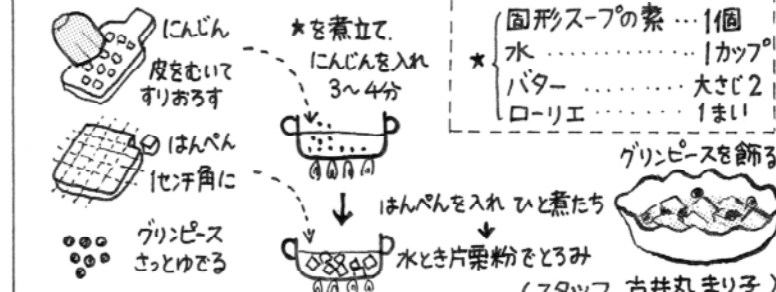 にんじん
皮をむいて
すりおろす
★を煮立て
にんじんを入れ
3〜4分
★
固形スープの素…1個
水…………1カップ
バター………大さじ2
ローリエ………1まい
はんぺん
1センチ角に
グリンピース
さっとゆでる
はんぺんを入れ ひと煮たち
水とき片栗粉でとろみ
グリンピースを飾る
(スタッフ 古井丸まり子)